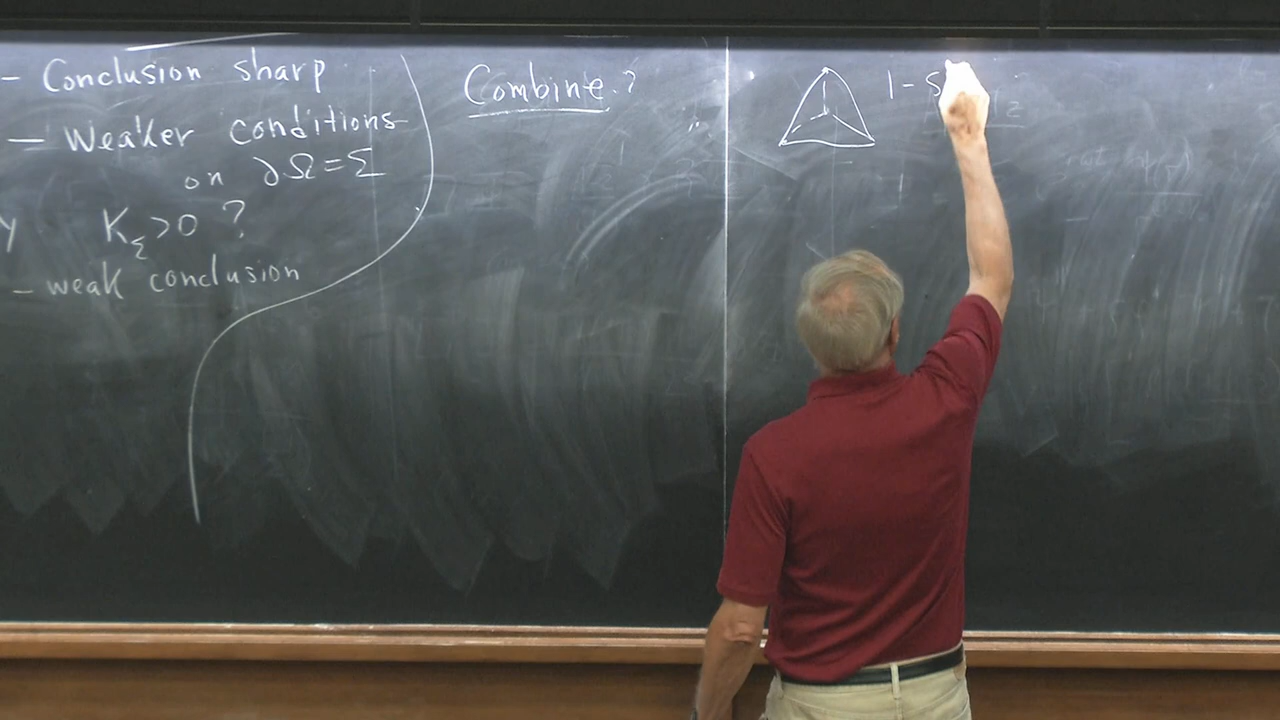 - Conclusion sharp
- Weaker conditions
on ∂Ω = Σ
y K_Σ > 0 ?
- weak conclusion
Combine?
1 - S